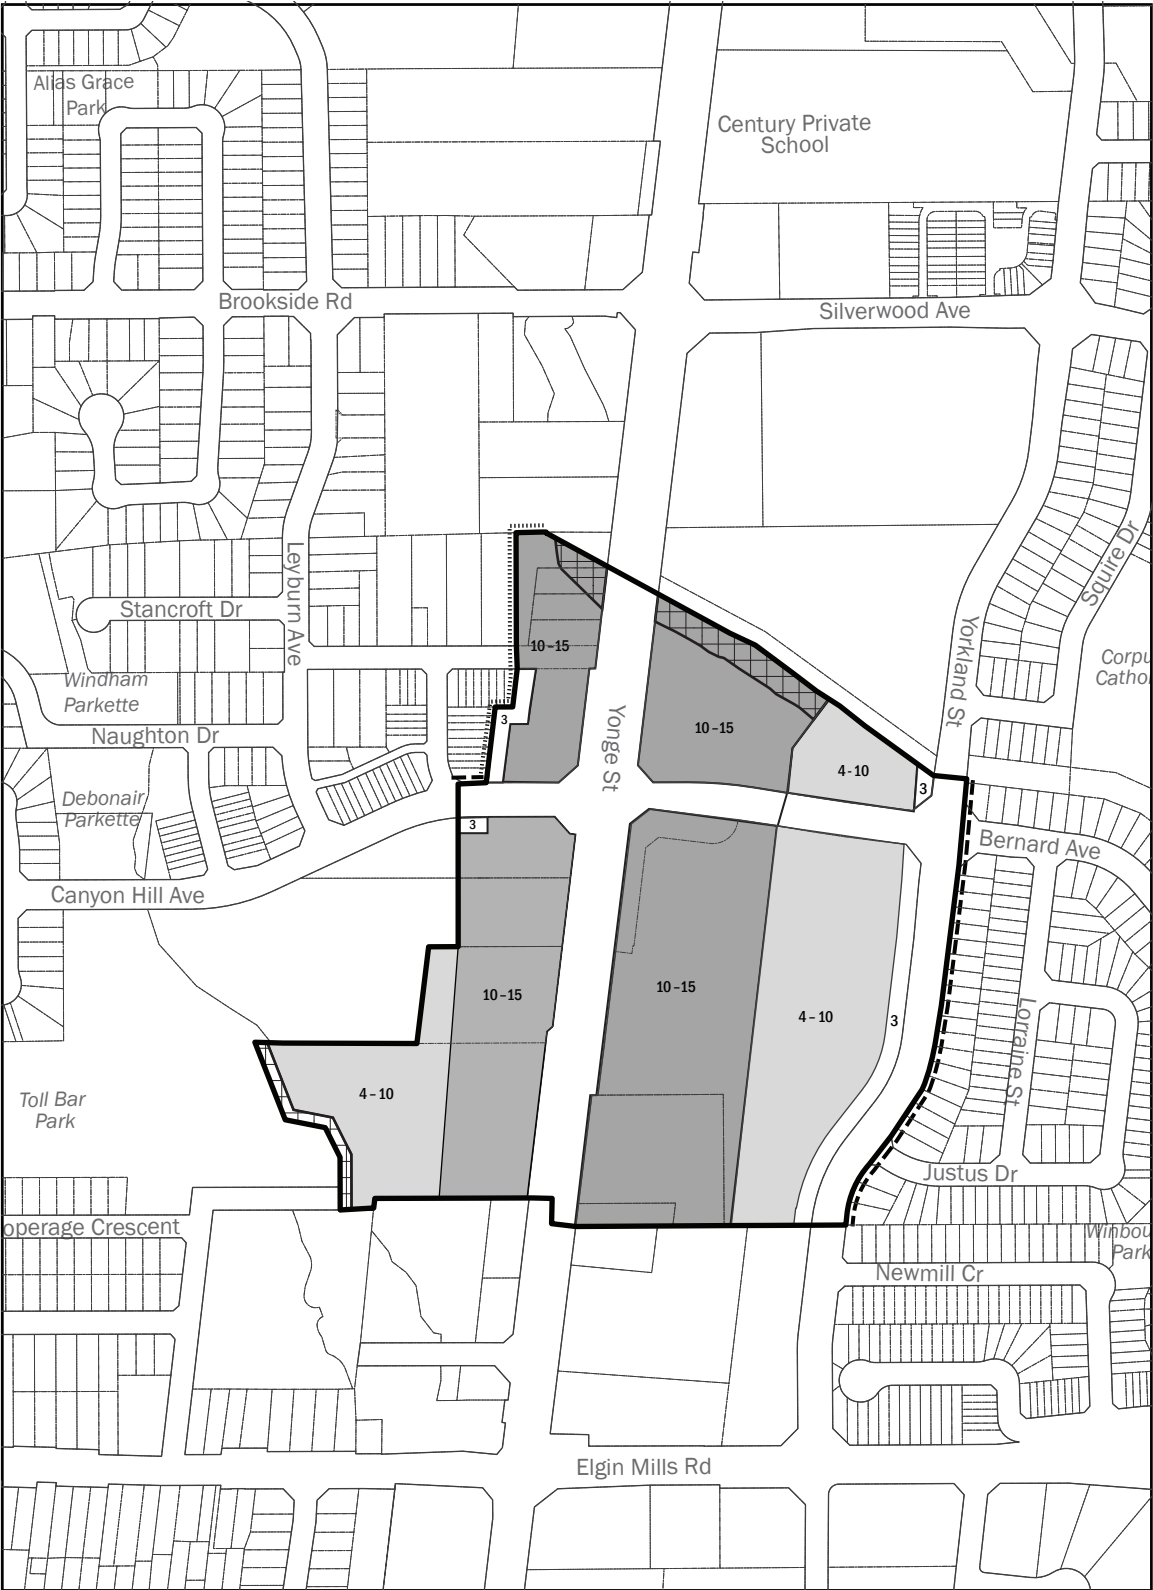 Alias Grace
Park
Century Private
School
Brookside Rd
Silverwood Ave
Squire Dr
Leyburn Ave
Stancroft Dr
10-15
Yorkland St
Corpu
Cathol
Windham
Parkette
3
Yonge St
10-15
Naughton Dr
4-10
3
Debonair
Parkette
3
Bernard Ave
Canyon Hill Ave
10-15
10-15
4-10
3
Lorraine St
4-10
Toll Bar
Park
Justus Dr
operage Crescent
Winbou
Park
Newmill Cr
Elgin Mills Rd